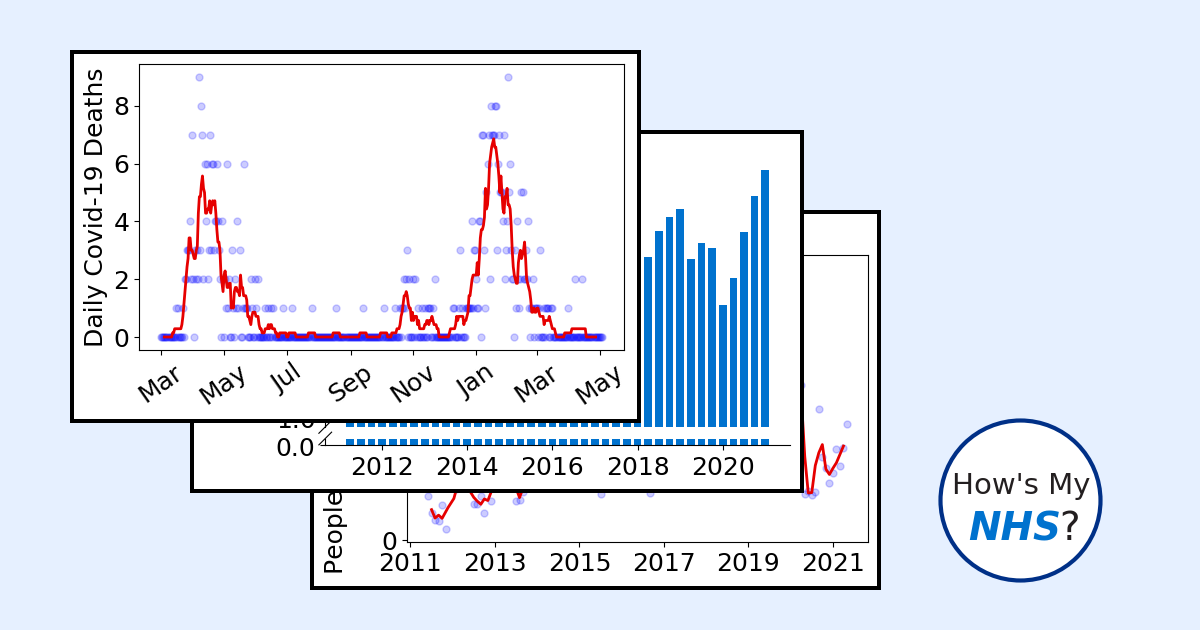 Daily Covid-19 Deaths
8
6
4
2
0
Mar May Jul Sep Nov Jan Mar May
0.0
2012 2014 2016 2018 2020
People
0
2011 2013 2015 2017 2019 2021
How's My
NHS?